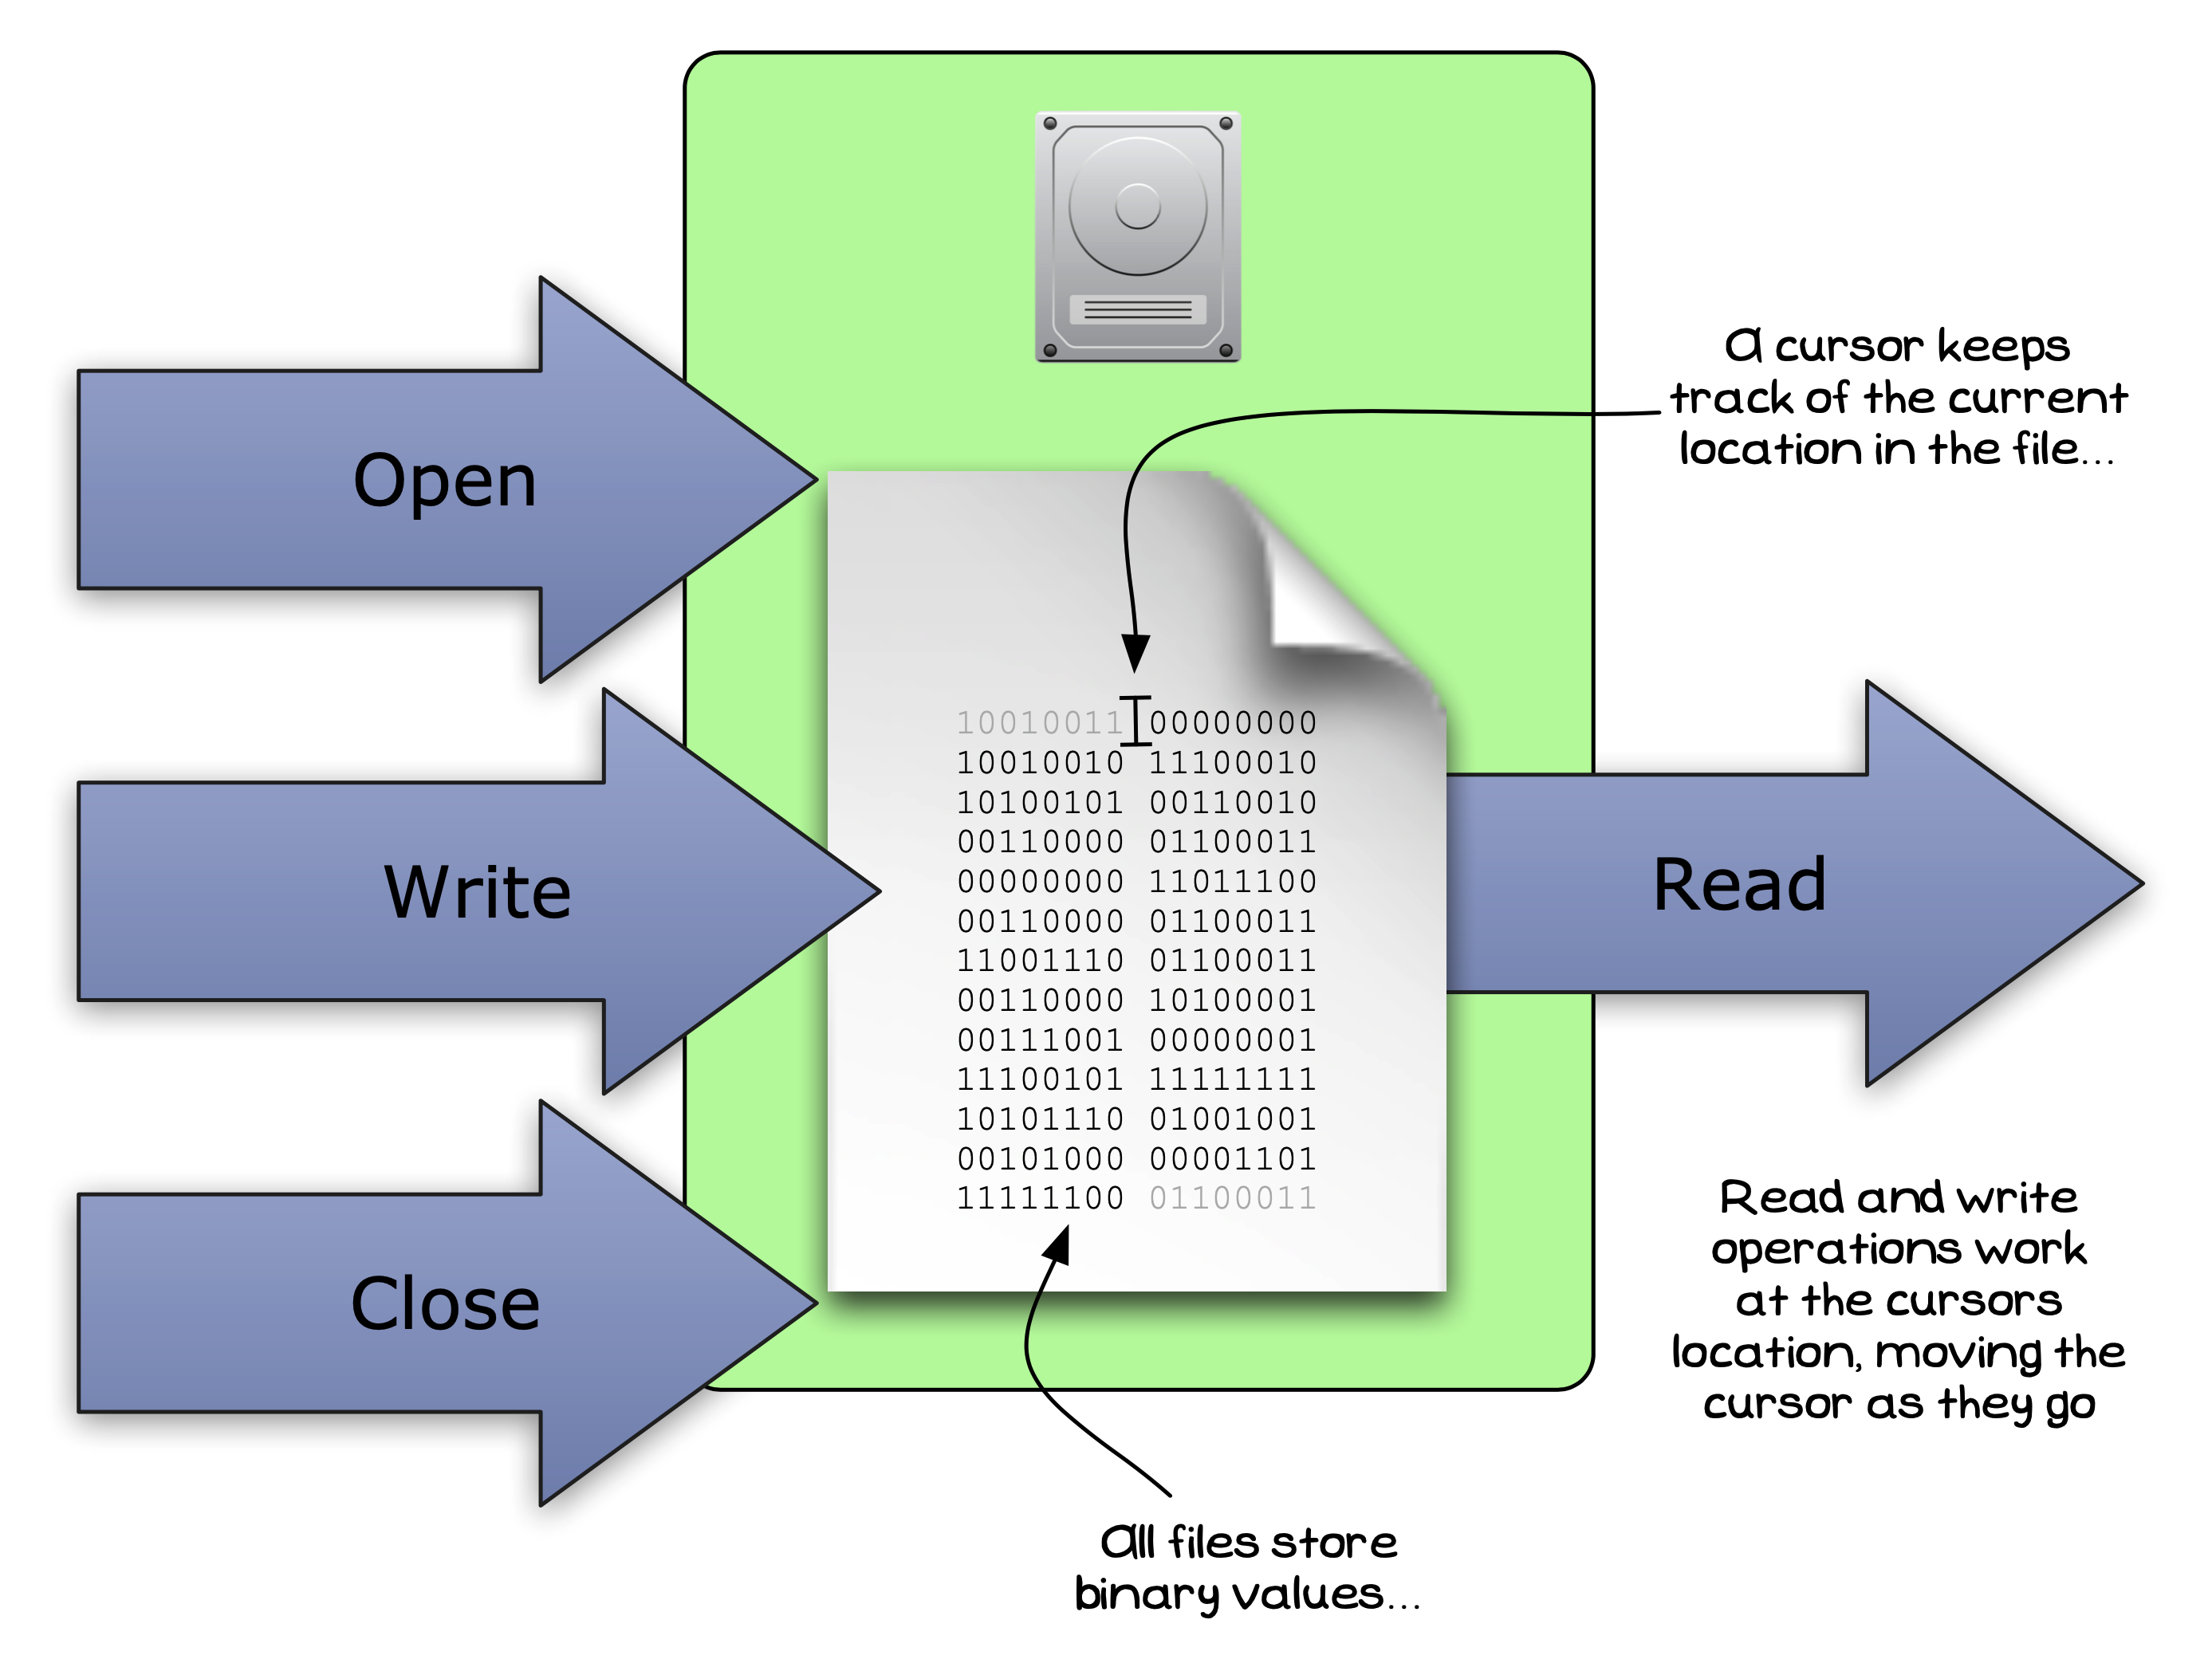 Open
A cursor keeps
track of the current
location in the file...
10010011 00000000
10010010 11100010
10100101 00110010
00110000 01100011
00000000 11011100
00110000 01100011
11001110 01100011
00110000 10100001
00111001 00000001
11100101 11111111
10101110 01001001
00101000 00001101
11111100 01100011
Write
Read
Close
Read and write
operations work
at the cursors
location, moving the
cursor as they go
All files store
binary values...